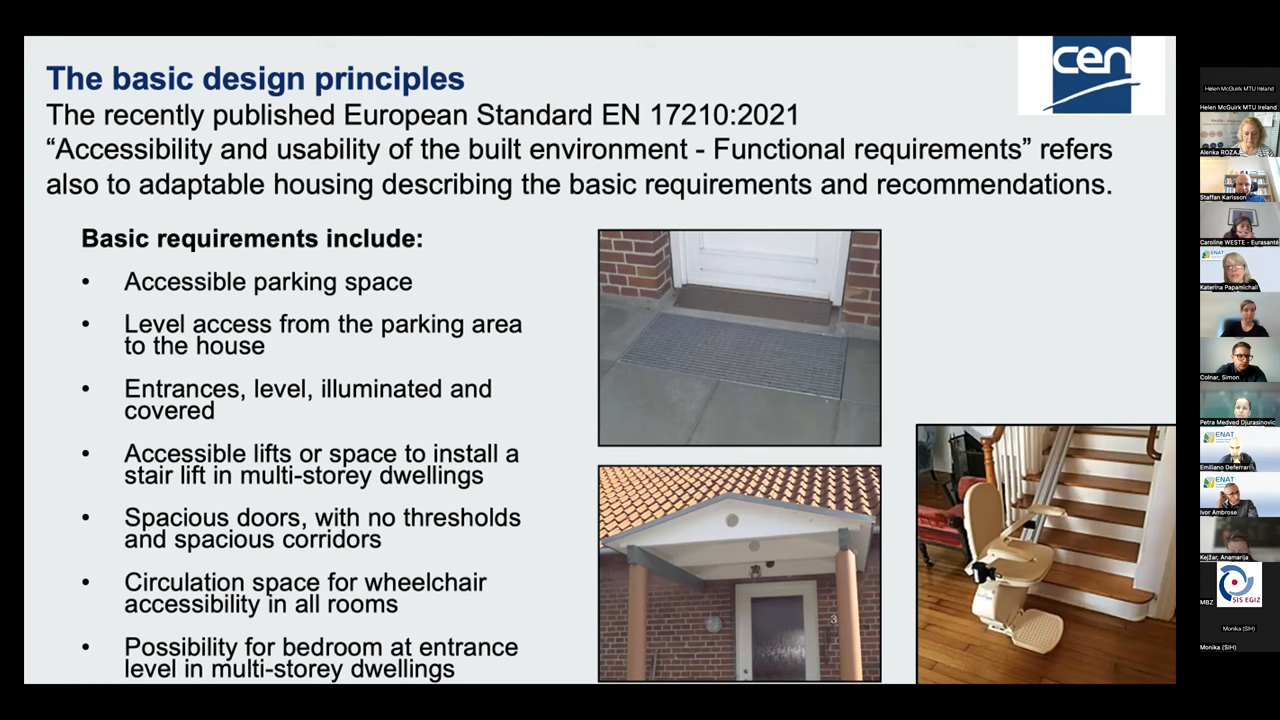 cen
The basic design principles
The recently published European Standard EN 17210:2021
“Accessibility and usability of the built environment - Functional requirements” refers
also to adaptable housing describing the basic requirements and recommendations.
Basic requirements include:
• Accessible parking space
• Level access from the parking area
to the house
• Entrances, level, illuminated and
covered
• Accessible lifts or space to install a
stair lift in multi-storey dwellings
• Spacious doors, with no thresholds
and spacious corridors
• Circulation space for wheelchair
accessibility in all rooms
• Possibility for bedroom at entrance
level in multi-storey dwellings
3
Helen McGuirk MTU Ireland
Helen McGuirk MTU Ireland
Alenka ROZAJ
Staffan Karlsson
Caroline WESTE - Eurasanté
ENAT
Katerina Papamichail
Colnar, Simon
Petra Medved Djurasinovic
ENAT
Emiliano Deferrari
ENAT
Ivor Ambrose
Kejžar, Anamarija
SIS EGIZ
MBZ
Monika (SIH)
Monika (SIH)